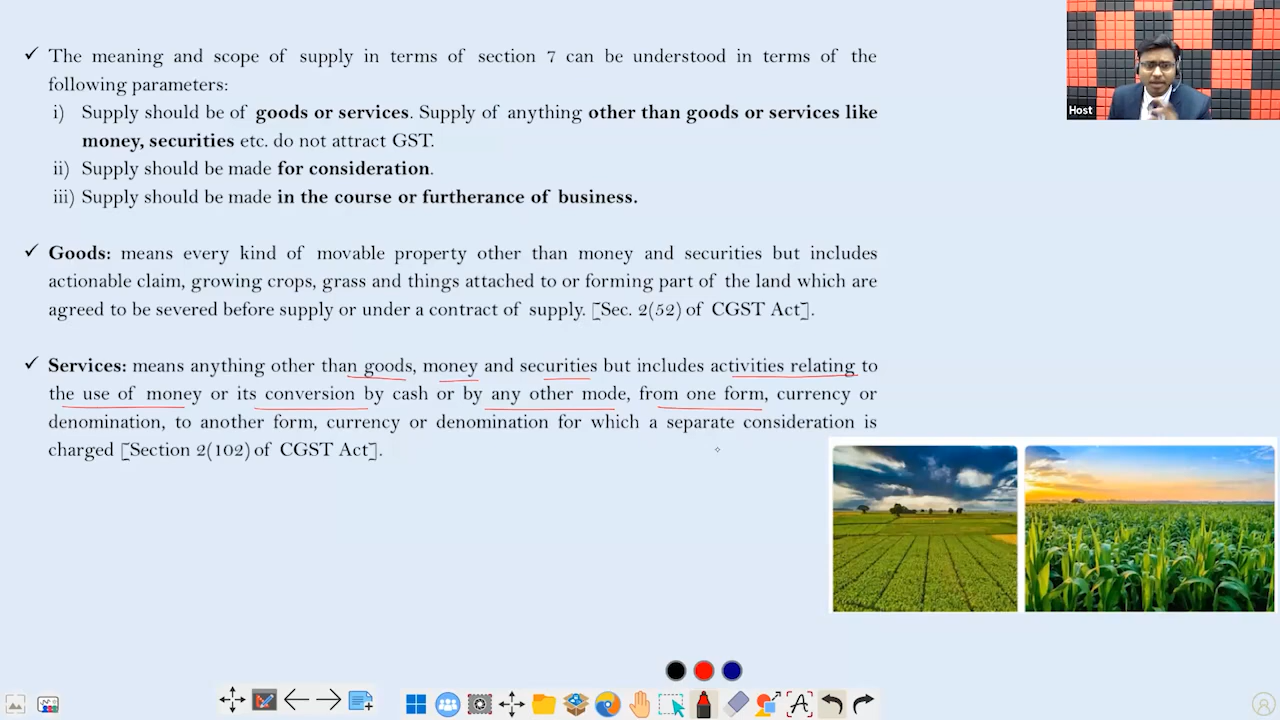 ✓ The meaning and scope of supply in terms of section 7 can be understood in terms of the
following parameters:
i) Supply should be of goods or services. Supply of anything other than goods or services like
money, securities etc. do not attract GST.
ii) Supply should be made for consideration.
iii) Supply should be made in the course or furtherance of business.
✓ Goods: means every kind of movable property other than money and securities but includes
actionable claim, growing crops, grass and things attached to or forming part of the land which are
agreed to be severed before supply or under a contract of supply. [Sec. 2(52) of CGST Act].
✓ Services: means anything other than goods, money and securities but includes activities relating to
the use of money or its conversion by cash or by any other mode, from one form, currency or
denomination, to another form, currency or denomination for which a separate consideration is
charged [Section 2(102) of CGST Act].
Host